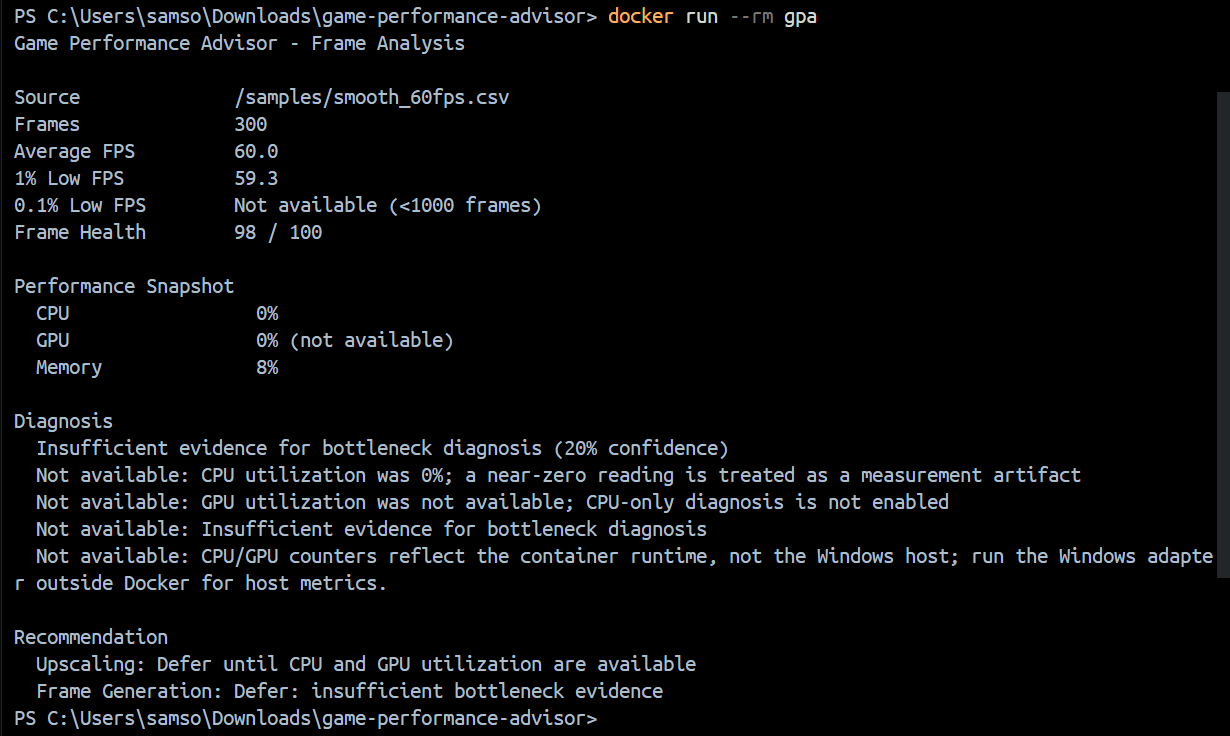 PS C:\Users\samso\Downloads\game-performance-advisor> docker run --rm gpa
Game Performance Advisor - Frame Analysis
Source /samples/smooth_60fps.csv
Frames 300
Average FPS 60.0
1% Low FPS 59.3
0.1% Low FPS Not available (<1000 frames)
Frame Health 98 / 100
Performance Snapshot
CPU 0%
GPU 0% (not available)
Memory 8%
Diagnosis
Insufficient evidence for bottleneck diagnosis (20% confidence)
Not available: CPU utilization was 0%; a near-zero reading is treated as a measurement artifact
Not available: GPU utilization was not available; CPU-only diagnosis is not enabled
Not available: Insufficient evidence for bottleneck diagnosis
Not available: CPU/GPU counters reflect the container runtime, not the Windows host; run the Windows adapte
r outside Docker for host metrics.
Recommendation
Upscaling: Defer until CPU and GPU utilization are available
Frame Generation: Defer: insufficient bottleneck evidence
PS C:\Users\samso\Downloads\game-performance-advisor>